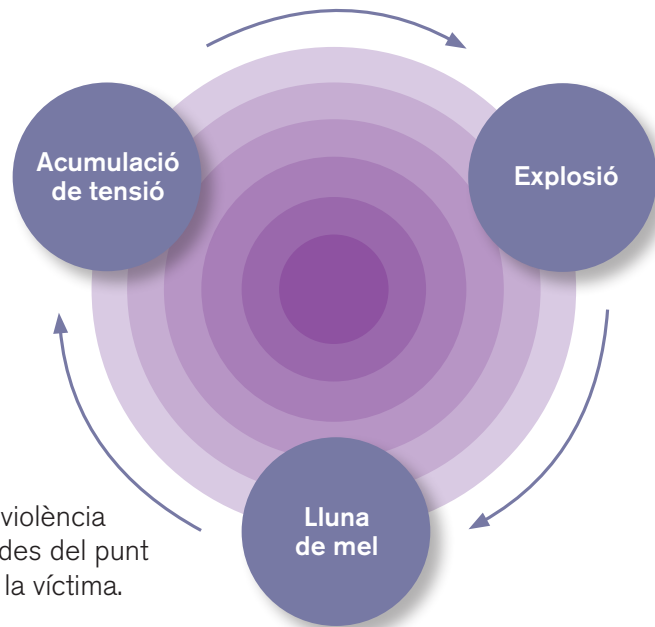 Acumulació
de tensió
Explosió
Lluna
de mel
violència
des del punt
la víctima.